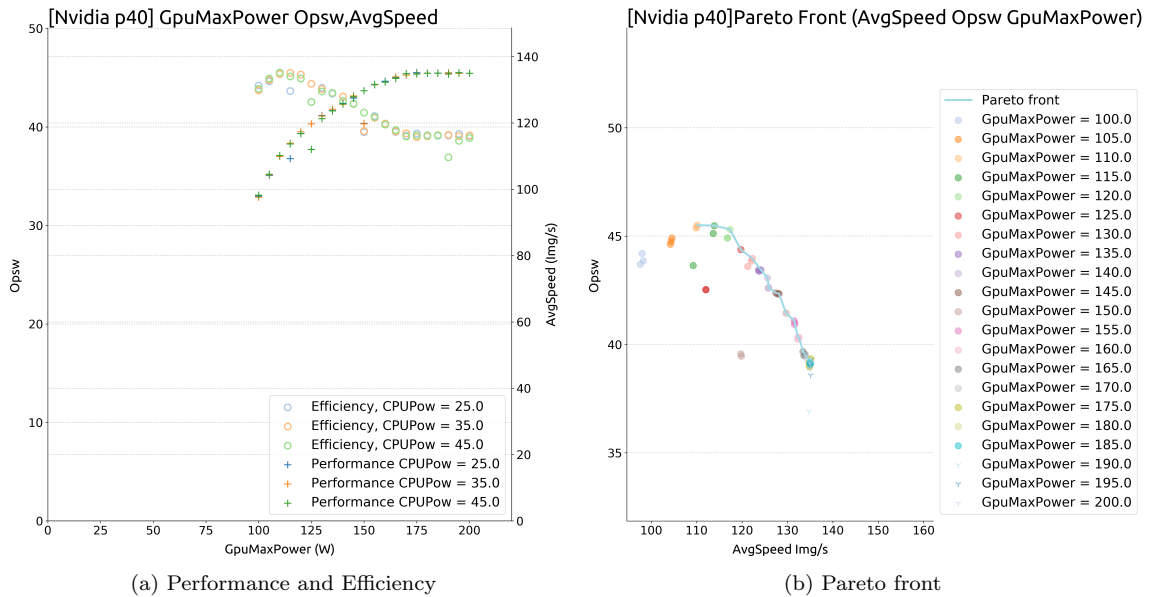 [Nvidia p40] GpuMaxPower Opsw,AvgSpeed
50
40
30
20
10
0
Opsw
140
120
100
80
60
40
20
0
AvgSpeed (Img/s)
0 25 50 75 100 125 150 175 200
GpuMaxPower (W)
Efficiency, CPUPow = 25.0
Efficiency, CPUPow = 35.0
Efficiency, CPUPow = 45.0
Performance CPUPow = 25.0
Performance CPUPow = 35.0
Performance CPUPow = 45.0
(a) Performance and Efficiency
[Nvidia p40]Pareto Front (AvgSpeed Opsw GpuMaxPower)
50
45
40
35
Opsw
100 110 120 130 140 150 160
AvgSpeed Img/s
Pareto front
GpuMaxPower = 100.0
GpuMaxPower = 105.0
GpuMaxPower = 110.0
GpuMaxPower = 115.0
GpuMaxPower = 120.0
GpuMaxPower = 125.0
GpuMaxPower = 130.0
GpuMaxPower = 135.0
GpuMaxPower = 140.0
GpuMaxPower = 145.0
GpuMaxPower = 150.0
GpuMaxPower = 155.0
GpuMaxPower = 160.0
GpuMaxPower = 165.0
GpuMaxPower = 170.0
GpuMaxPower = 175.0
GpuMaxPower = 180.0
GpuMaxPower = 185.0
GpuMaxPower = 190.0
GpuMaxPower = 195.0
GpuMaxPower = 200.0
(b) Pareto front